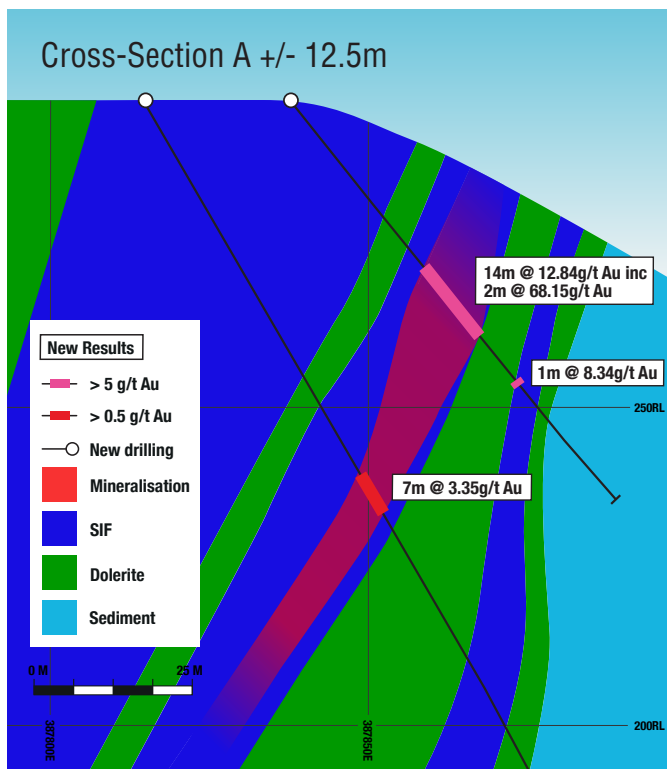 Cross-Section A +/- 12.5m
14m @ 12.84g/t Au inc
2m @ 68.15g/t Au
1m @ 8.34g/t Au
250RL
7m @ 3.35g/t Au
New Results
> 5 g/t Au
> 0.5 g/t Au
New drilling
Mineralisation
SIF
Dolerite
Sediment
0 M
25 M
387800E
387850E
200RL